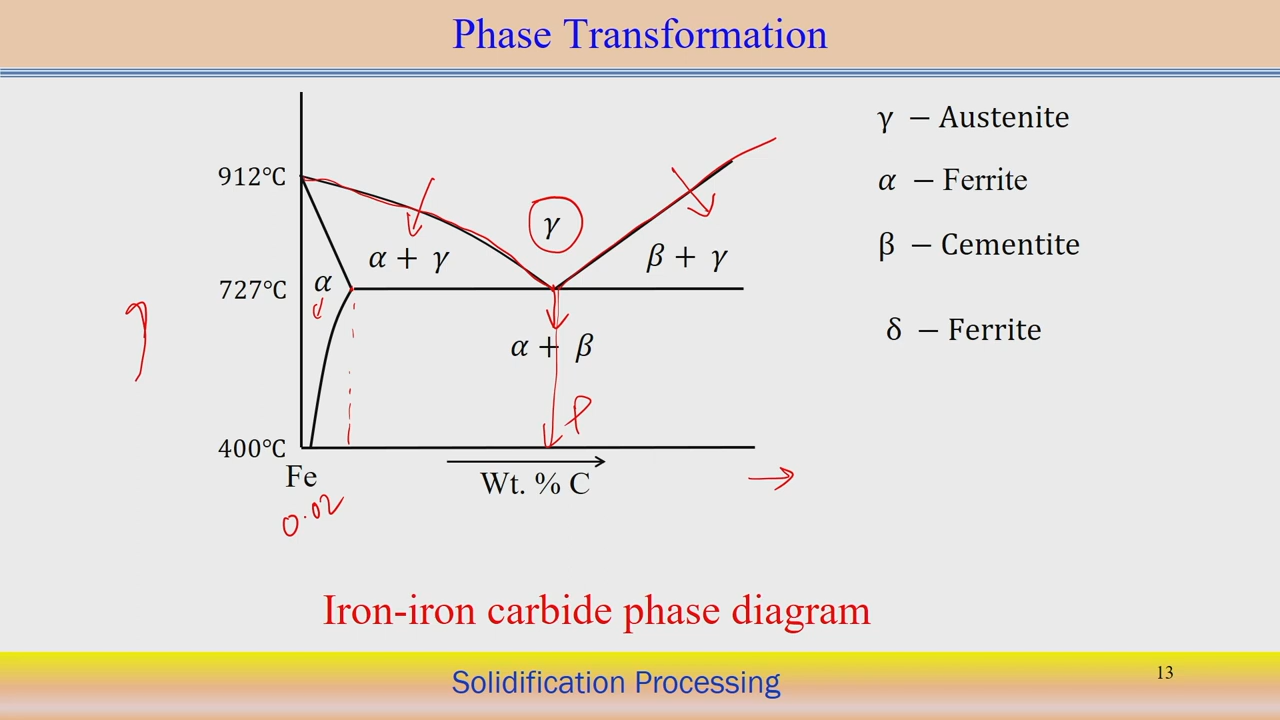 Phase Transformation
γ – Austenite
912℃
α – Ferrite
γ
α + γ
β + γ
β – Cementite
727℃
α
α + β
δ – Ferrite
P
400℃
Fe
Wt. % C
0.02
Iron-iron carbide phase diagram
Solidification Processing
13